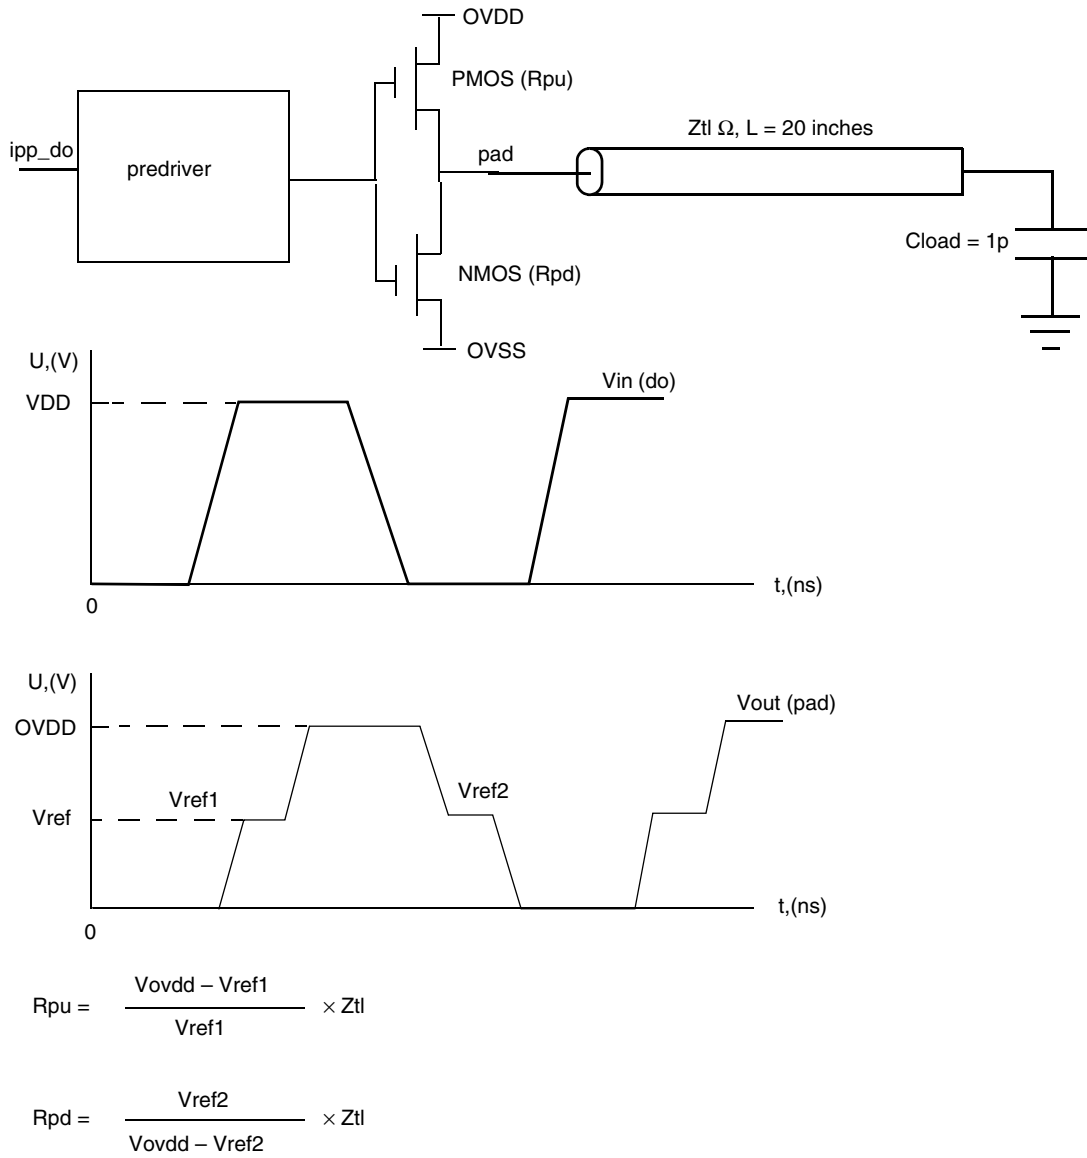 OVDD
PMOS (Rpu)
Ztl Ω, L = 20 inches
ipp_do
predriver
pad
Cload = 1p
NMOS (Rpd)
OVSS
U,(V)
VDD
Vin (do)
t,(ns)
0
U,(V)
OVDD
Vout (pad)
Vref1
Vref2
Vref
t,(ns)
0
Vovdd – Vref1
Rpu = × Ztl
Vref1
Vref2
Rpd = × Ztl
Vovdd – Vref2